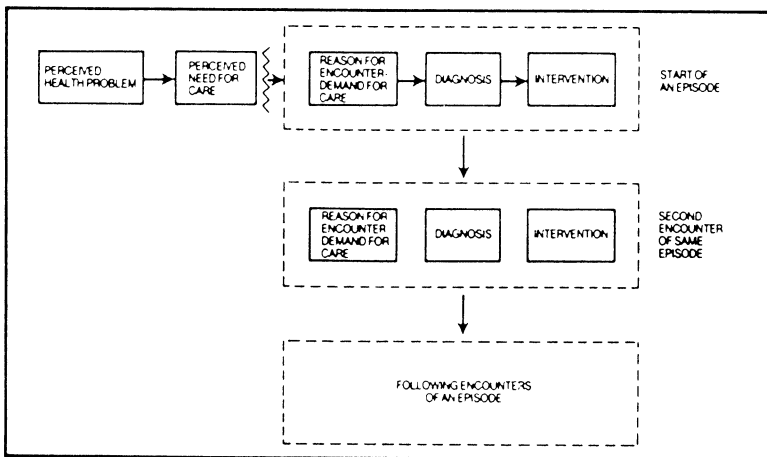 PERCEIVED
HEALTH PROBLEM
PERCEIVED
NEED FOR
CARE
REASON FOR
ENCOUNTER-
DEMAND FOR
CARE
DIAGNOSIS
INTERVENTION
START OF
AN EPISODE
REASON FOR
ENCOUNTER
DEMAND FOR
CARE
DIAGNOSIS
INTERVENTION
SECOND
ENCOUNTER
OF SAME
EPISODE
FOLLOWING ENCOUNTERS
OF AN EPISODE